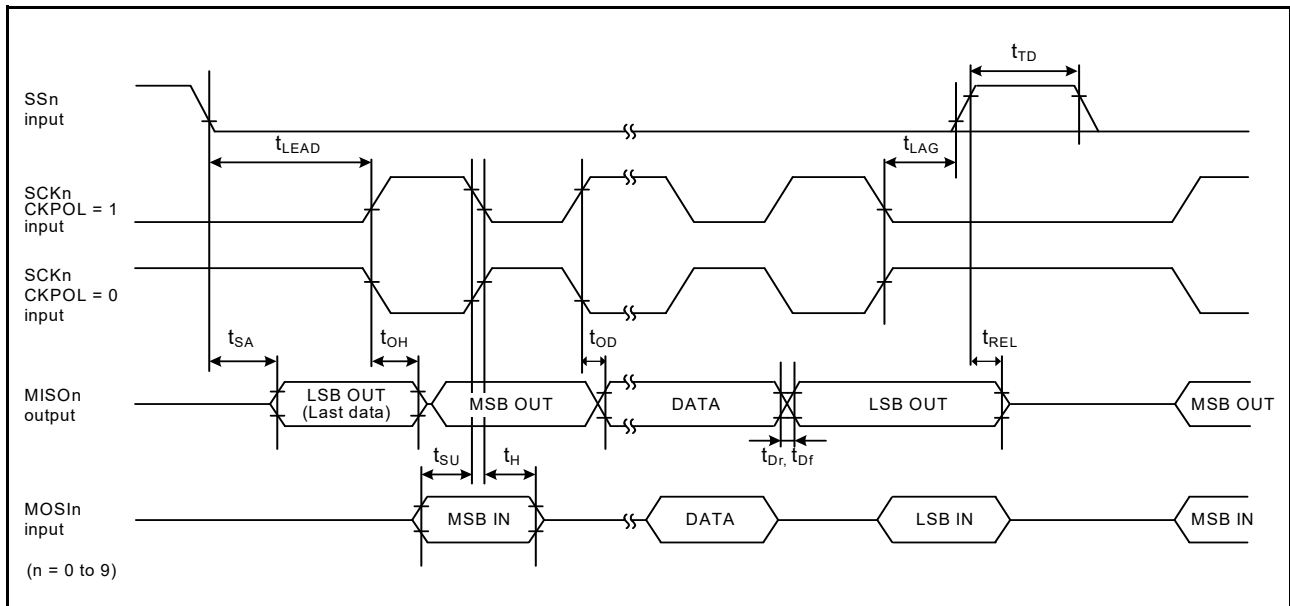 tTD
SSn
input
tLEAD
tLAG
SCKn
CKPOL = 1
input
SCKn
CKPOL = 0
input
tSA
tOH
tOD
tREL
MISOn
output
LSB OUT
(Last data)
MSB OUT
DATA
LSB OUT
MSB OUT
tSU
tH
tDr, tDf
MOSIn
input
MSB IN
DATA
LSB IN
MSB IN
(n = 0 to 9)